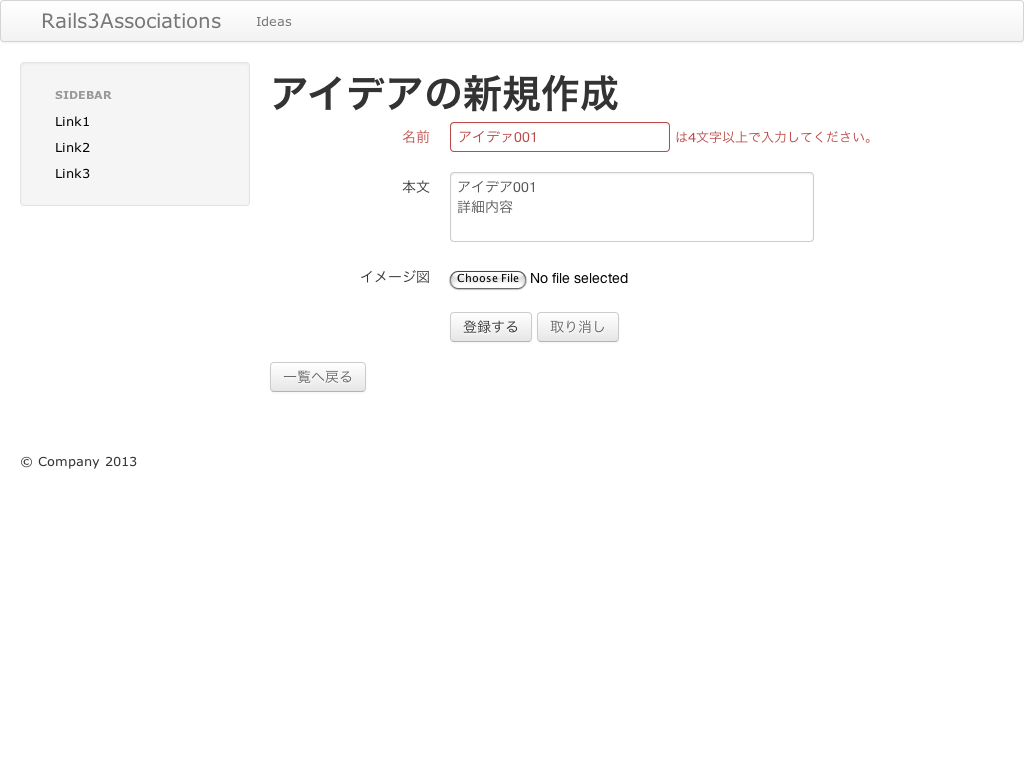 Rails3Associations Ideas
SIDEBAR
Link1
Link2
Link3
アイデアの新規作成
名前 アイデァ001 は4文字以上で入力してください。
本文 アイデア001
詳細内容
イメージ図 Choose File No file selected
登録する 取り消し
一覧へ戻る
© Company 2013